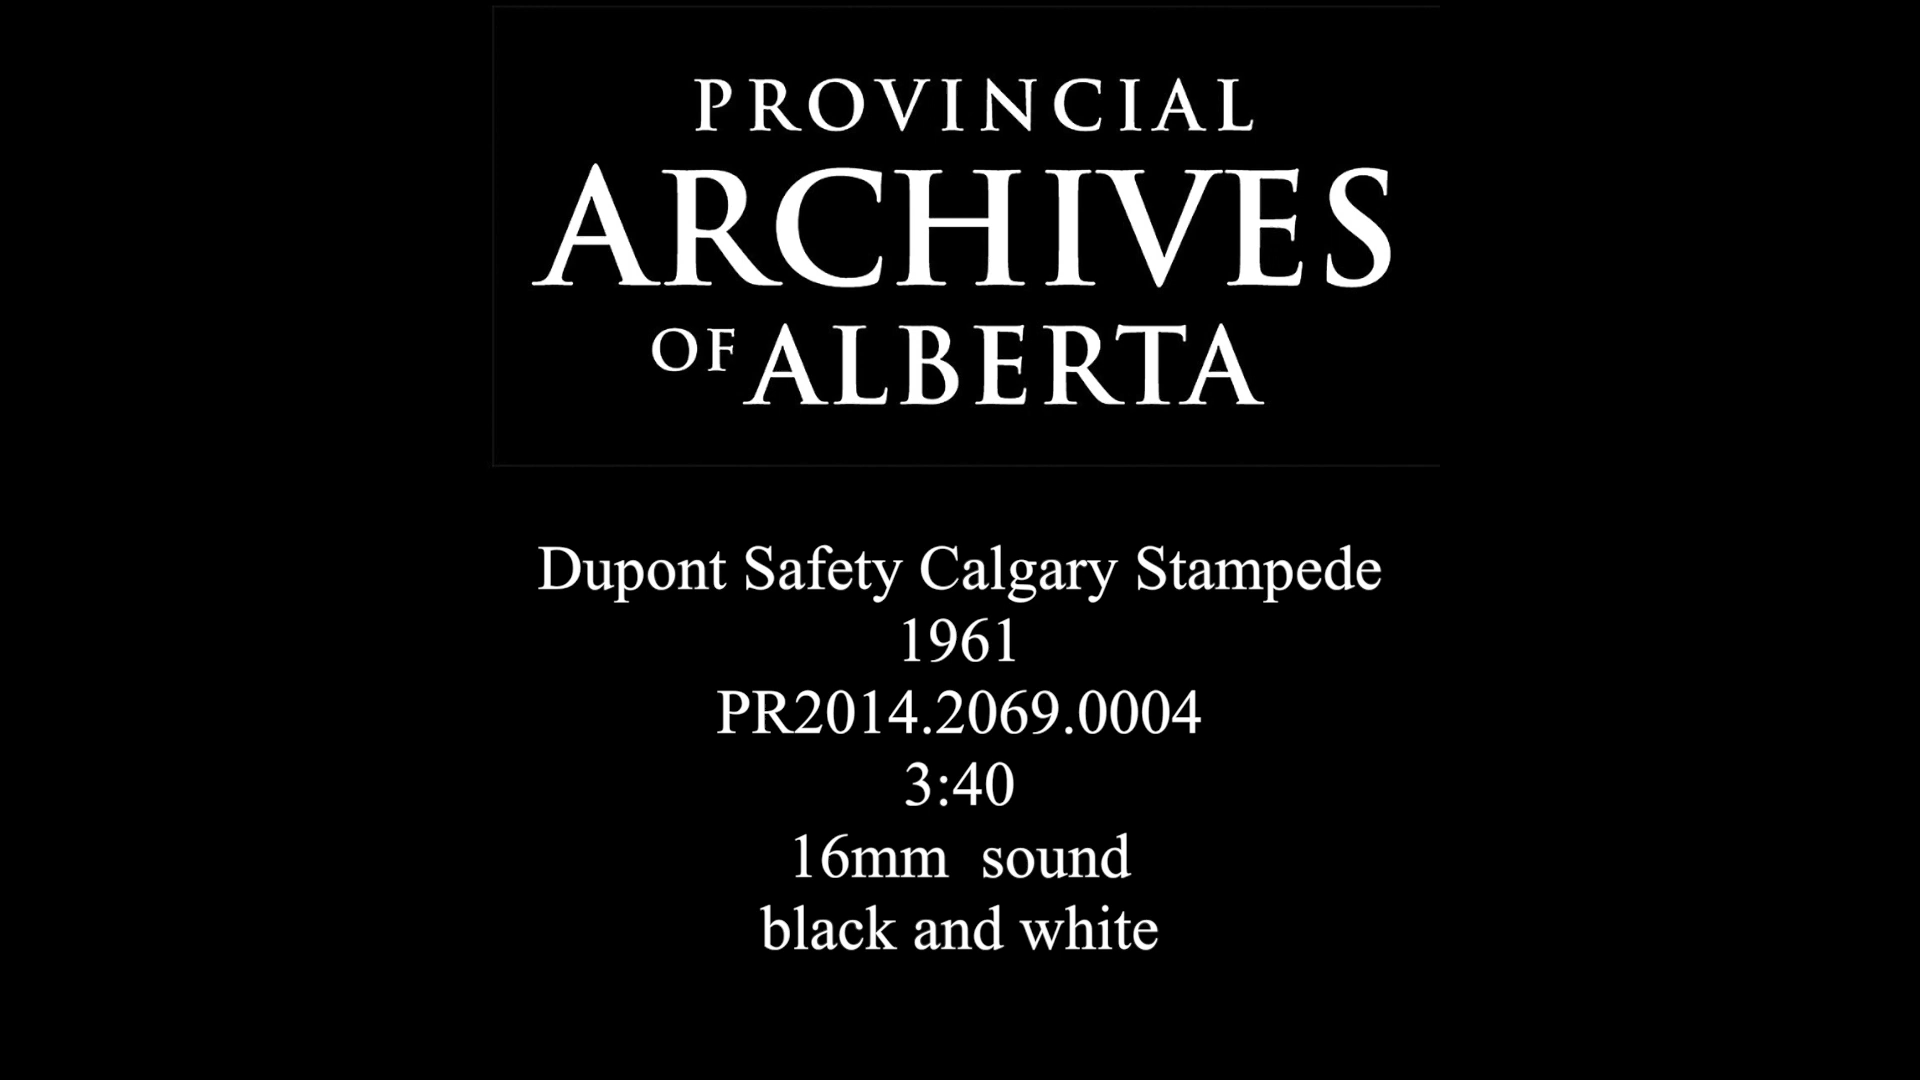 PROVINCIAL
ARCHIVES
OF ALBERTA
Dupont Safety Calgary Stampede
1961
PR2014.2069.0004
3:40
16mm  sound
black and white